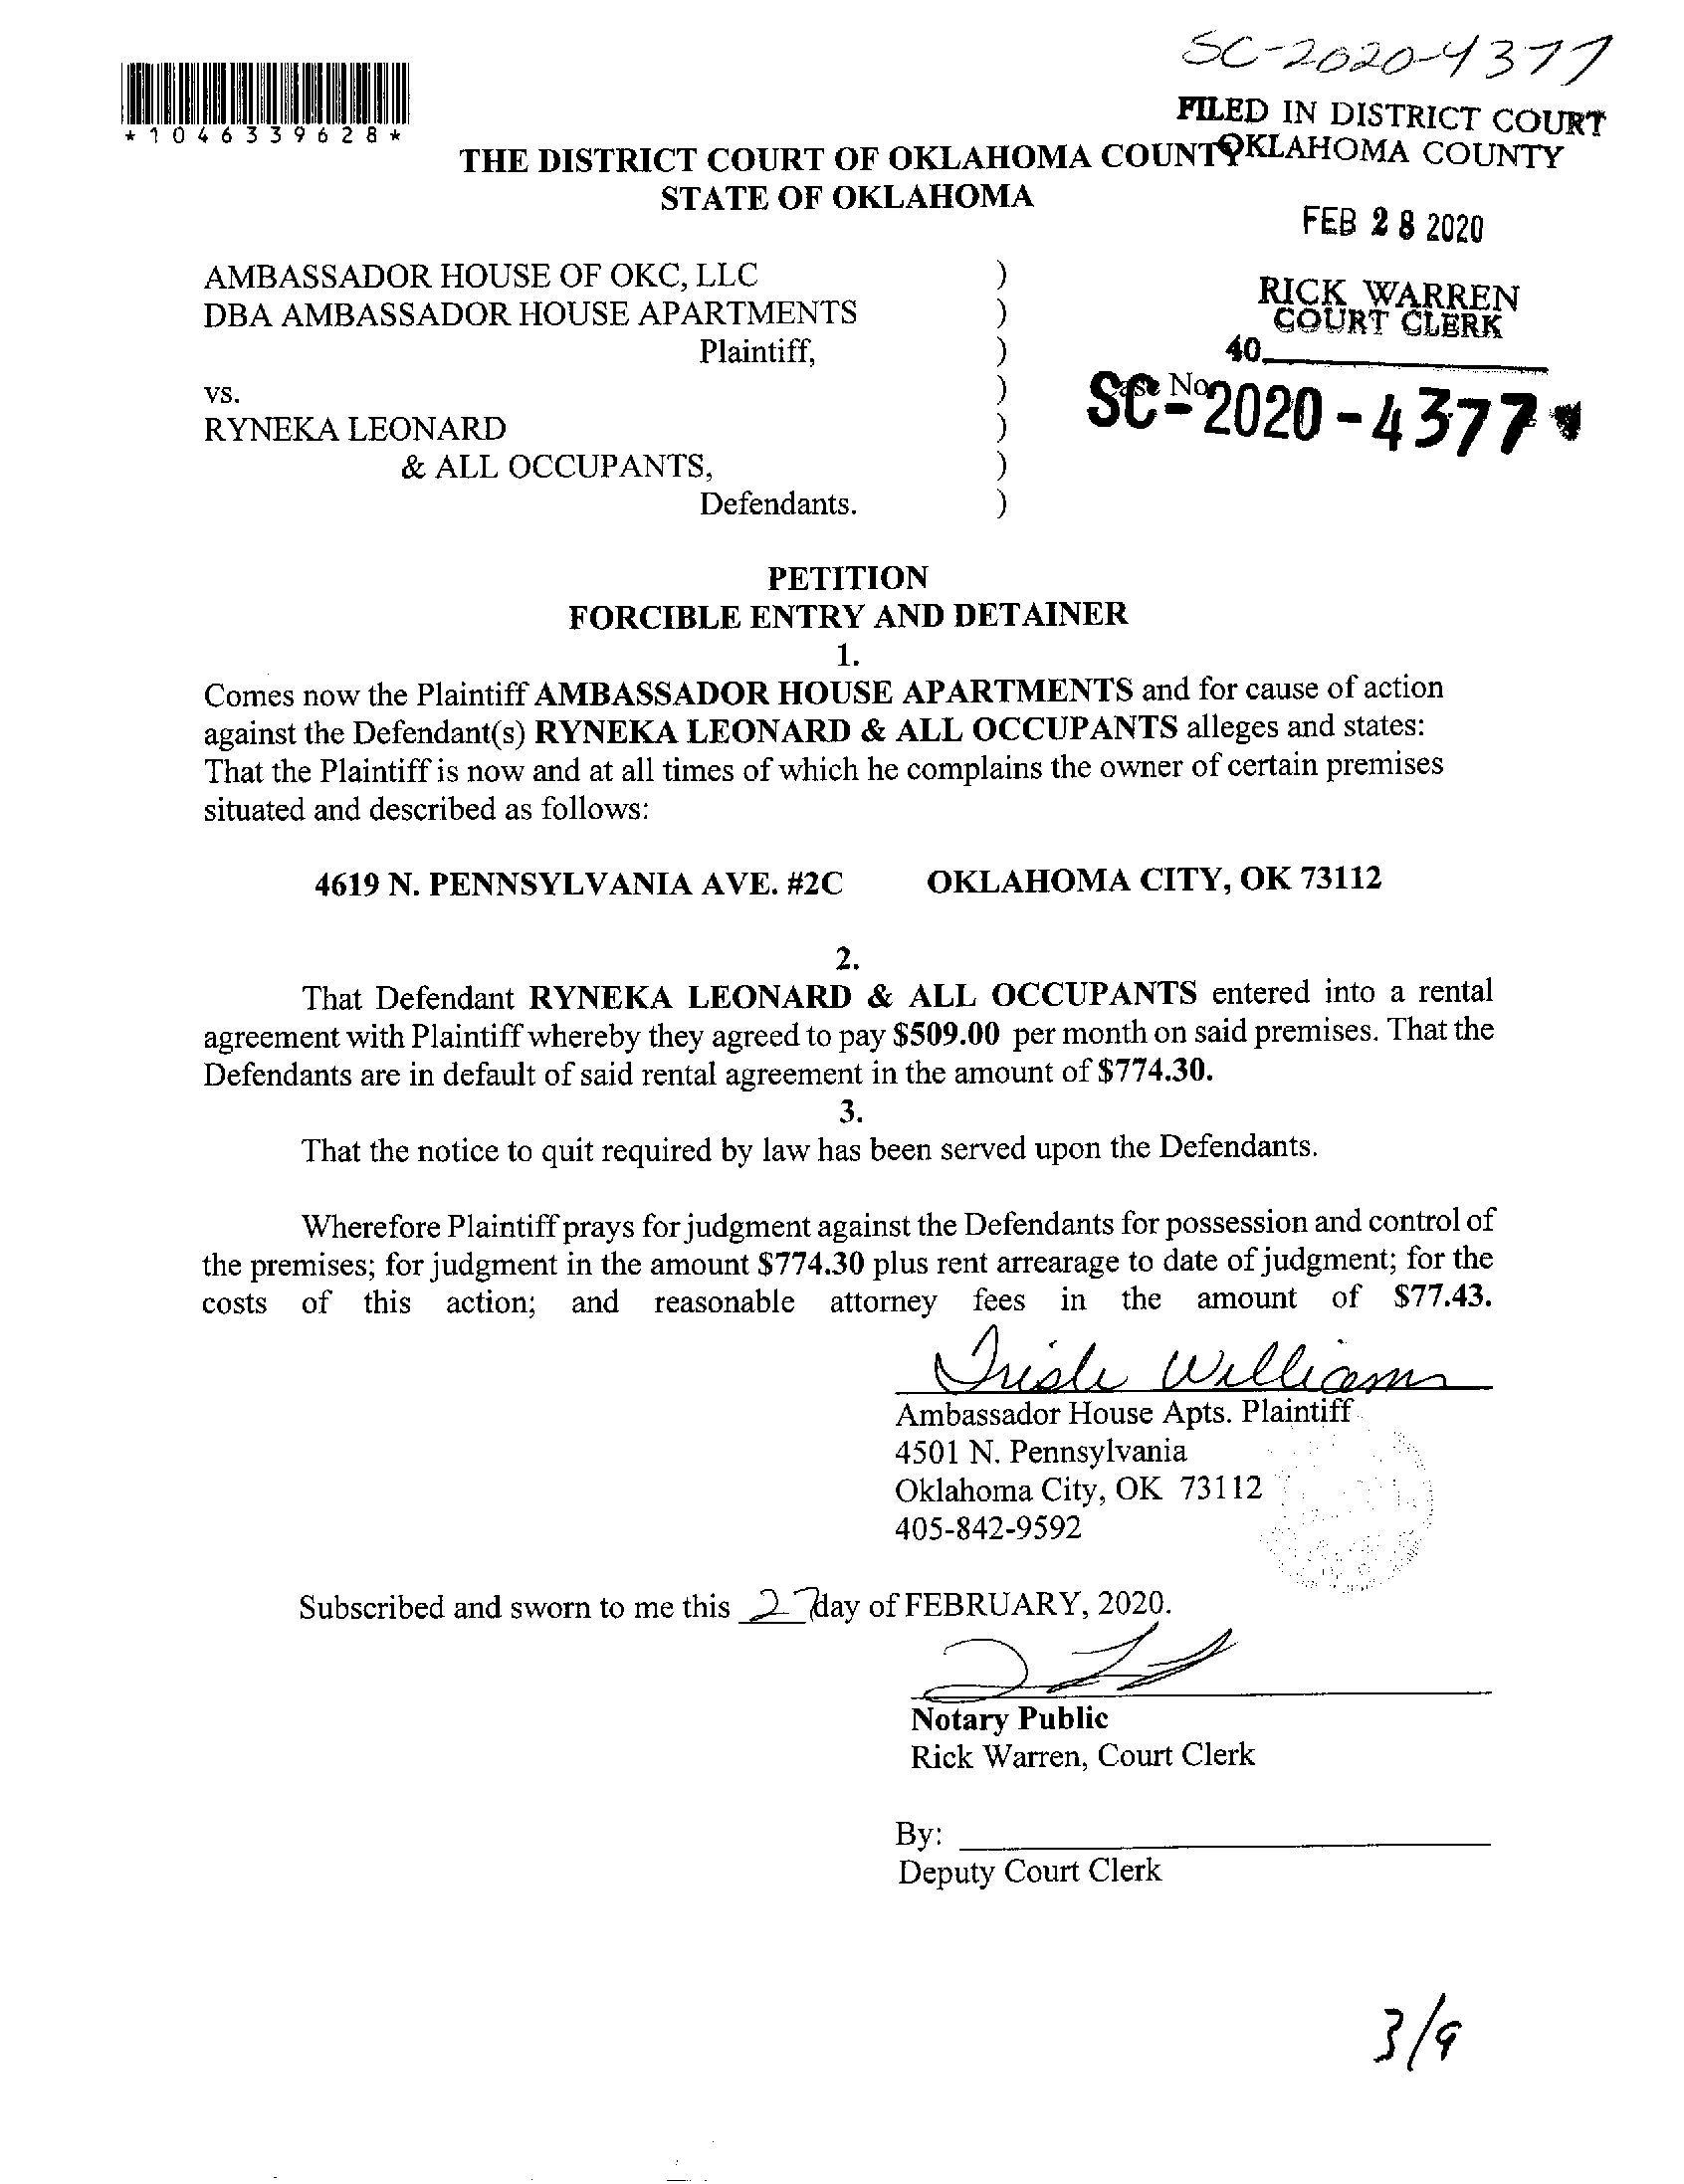 SC-2020-4377
*1046339628*
FILED IN DISTRICT COURT
OKLAHOMA COUNTY
THE DISTRICT COURT OF OKLAHOMA COUNTY
STATE OF OKLAHOMA
FEB 28 2020
RICK WARREN
COURT CLERK
40
AMBASSADOR HOUSE OF OKC, LLC )
DBA AMBASSADOR HOUSE APARTMENTS )
Plaintiff, )
vs. ) Case No.
SC-2020-4377
RYNEKA LEONARD )
& ALL OCCUPANTS, )
Defendants. )
PETITION
FORCIBLE ENTRY AND DETAINER
1.
Comes now the Plaintiff AMBASSADOR HOUSE APARTMENTS and for cause of action
against the Defendant(s) RYNEKA LEONARD & ALL OCCUPANTS alleges and states:
That the Plaintiff is now and at all times of which he complains the owner of certain premises
situated and described as follows:
4619 N. PENNSYLVANIA AVE. #2C OKLAHOMA CITY, OK 73112
2.
That Defendant RYNEKA LEONARD & ALL OCCUPANTS entered into a rental
agreement with Plaintiff whereby they agreed to pay $509.00 per month on said premises. That the
Defendants are in default of said rental agreement in the amount of $774.30.
3.
That the notice to quit required by law has been served upon the Defendants.
Wherefore Plaintiff prays for judgment against the Defendants for possession and control of
the premises; for judgment in the amount $774.30 plus rent arrearage to date of judgment; for the
costs of this action; and reasonable attorney fees in the amount of $77.43.
Trish Williams
Ambassador House Apts. Plaintiff
4501 N. Pennsylvania
Oklahoma City, OK 73112
405-842-9592
Subscribed and sworn to me this 27 day of FEBRUARY, 2020.
Notary Public
Rick Warren, Court Clerk
By:
Deputy Court Clerk
3/9